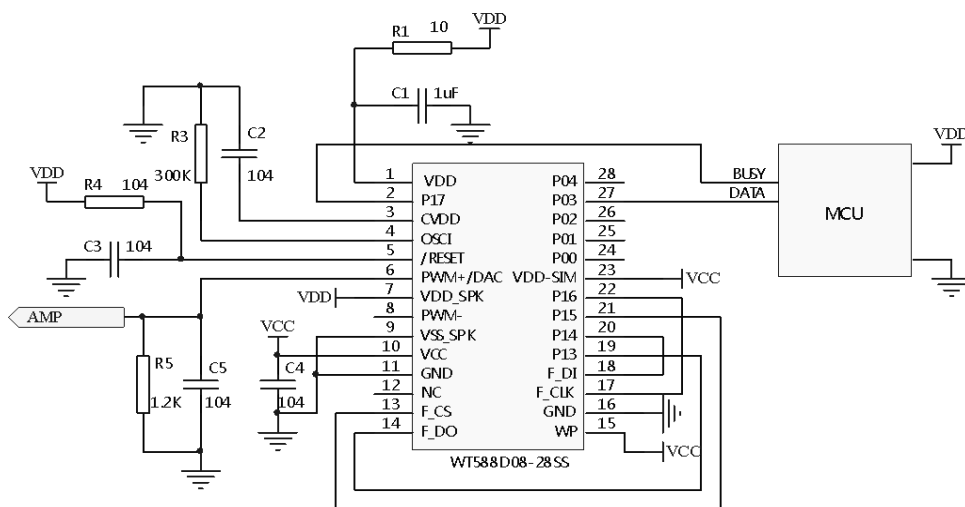 R1 10 VDD
C1 1uF
R3 300K
C2 104
VDD
R4 104
C3 104
AMP
R5 1.2K
C5 104
VDD
VCC
C4 104
1 VDD
2 P17
3 CVDD
4 OSCI
5 /RESET
6 PWM+/DAC
7 VDD_SPK
8 PWM-
9 VSS_SPK
10 VCC
11 GND
12 NC
13 F_CS
14 F_DO
P04 28
P03 27
P02 26
P01 25
P00 24
VDD-SIM 23
P16 22
P15 21
P14 20
P13 19
F_DI 18
F_CLK 17
GND 16
WP 15
WT588D08-28SS
VCC
VCC
BUSY
DATA
MCU
VDD